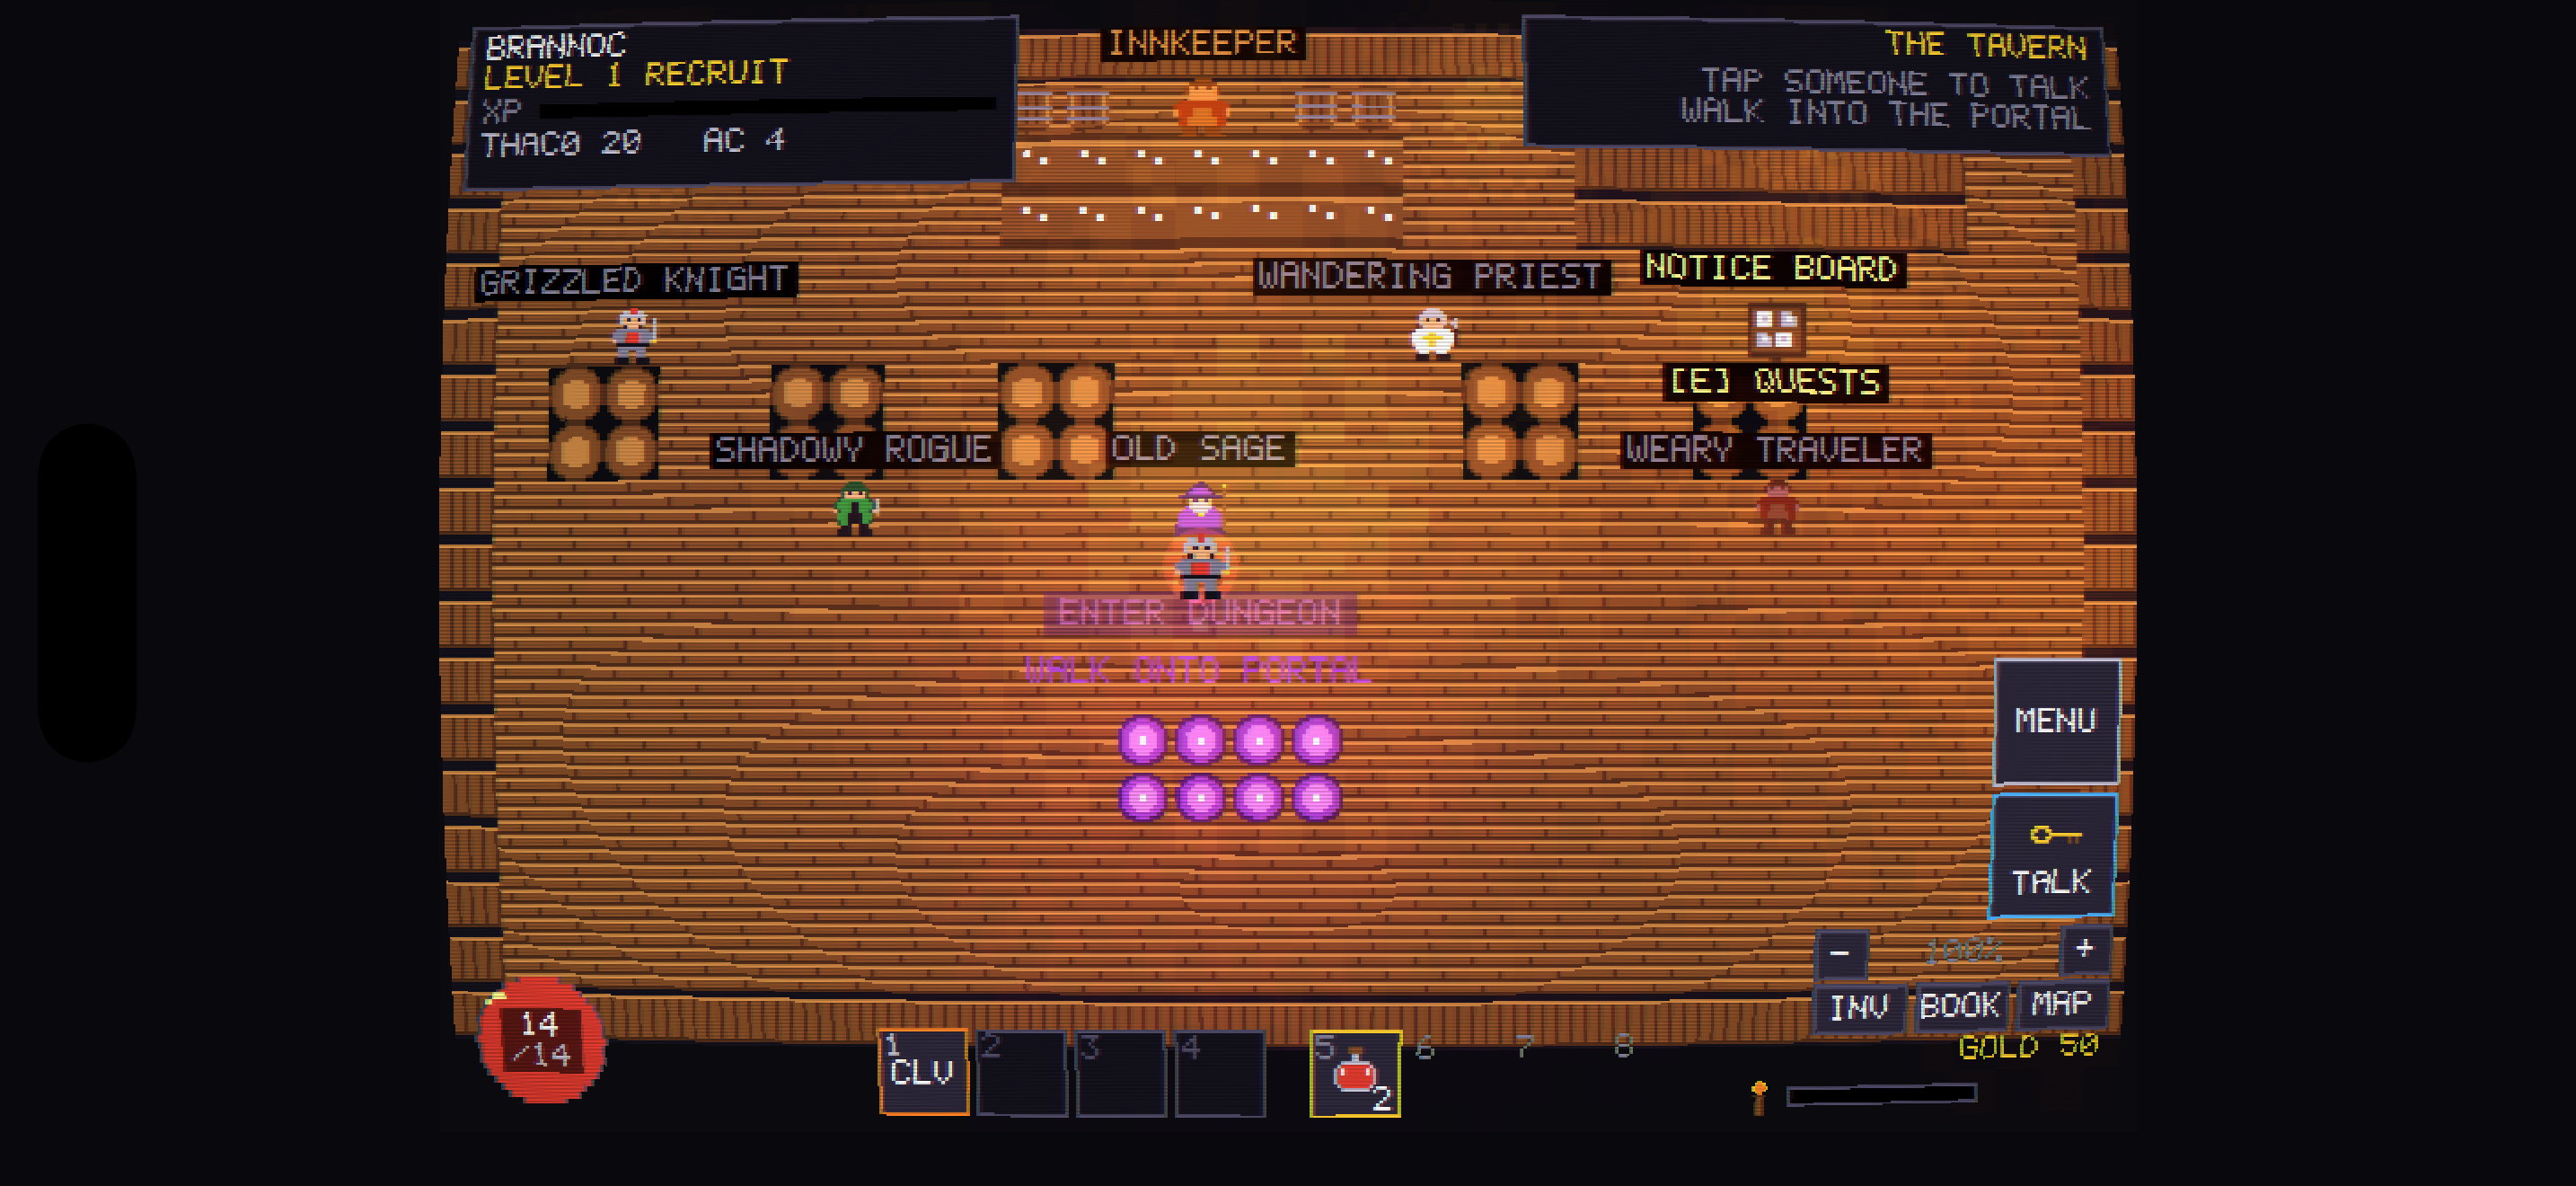 BRANNOC
LEVEL 1 RECRUIT
XP
THAC0 20 AC 4
INNKEEPER
THE TAVERN
TAP SOMEONE TO TALK
WALK INTO THE PORTAL
GRIZZLED KNIGHT
WANDERING PRIEST
NOTICE BOARD
[E] QUESTS
SHADOWY ROGUE
OLD SAGE
WEARY TRAVELER
ENTER DUNGEON
WALK ONTO PORTAL
MENU
TALK
- 100% +
INV BOOK MAP
GOLD 50
14
/14
1 2 3 4 5 6 7 8
CLV
2